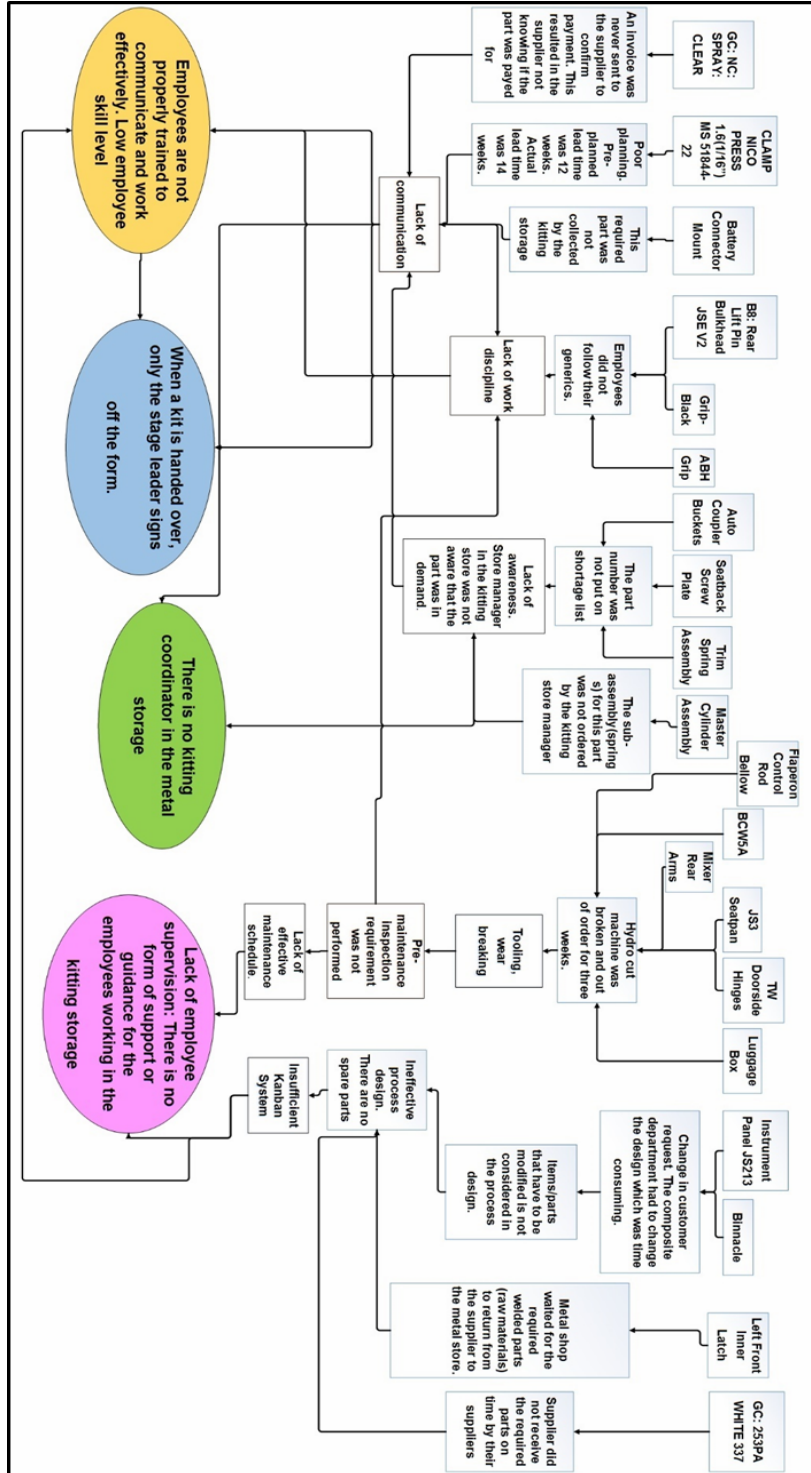 GC: NC:
SPRAY:
CLEAR
CLAMP
NICO
PRESS
1.6(1/16")
MS 51844-
22
Battery
Connector
Mount
B8: Rear
Lift Pin
Bulkhead
JSE V2
Grip-
Black
ABH
Grip
Auto
Coupler
Buckets
Seatback
Screw
Plate
Trim
Spring
Assembly
Master
Cylinder
Assembly
Flaperon
Control
Rod
Bellow
BCW5A
Mixer
Rear
Arms
JS3
Seatpan
TW
Doorside
Hinges
Luggage
Box
Instrument
Panel JS213
Binnacle
Left Front
Inner
Latch
GC: 253PA
WHITE 337
An invoice was
never sent to
the supplier to
confirm
payment. This
resulted in the
supplier not
knowing if the
part was payed
for
Poor
planning.
Pre-
planned
lead time
was 12
weeks.
Actual
lead time
was 14
weeks.
This
required
part was
not
collected
by the
kitting
storage
Employees
did not
follow their
generics.
The part
number was
not put on
shortage list
The sub-
assembly(spring
s) for this part
was not ordered
by the kitting
store manager
Hydro cut
machine was
broken and out
of order for three
weeks.
Change in customer
request. The composite
department had to change
the design which was time
consuming.
Metal shop
waited for the
required
welded parts
(raw materials)
to return from
the supplier to
the metal store.
Supplier did
not receive
the required
parts on
time by their
suppliers
Lack of
communication
Lack of work
discipline
Lack of
awareness.
Store manager
in the kitting
store was not
aware that the
part was in
demand.
Tooling,
wear
breaking
Pre-
maintenance
inspection
requirement
was not
performed
Lack of
effective
maintenance
schedule.
Items/parts
that have to be
modified is not
considered in
the process
design.
Ineffective
process
design.
There are no
spare parts
Insufficient
Kanban
System
Employees are not
properly trained to
communicate and work
effectively. Low employee
skill level
When a kit is handed over,
only the stage leader signs
off the form.
There is no kitting
coordinator in the metal
storage
Lack of employee
supervision: There is no
form of support or
guidance for the
employees working in the
kitting storage